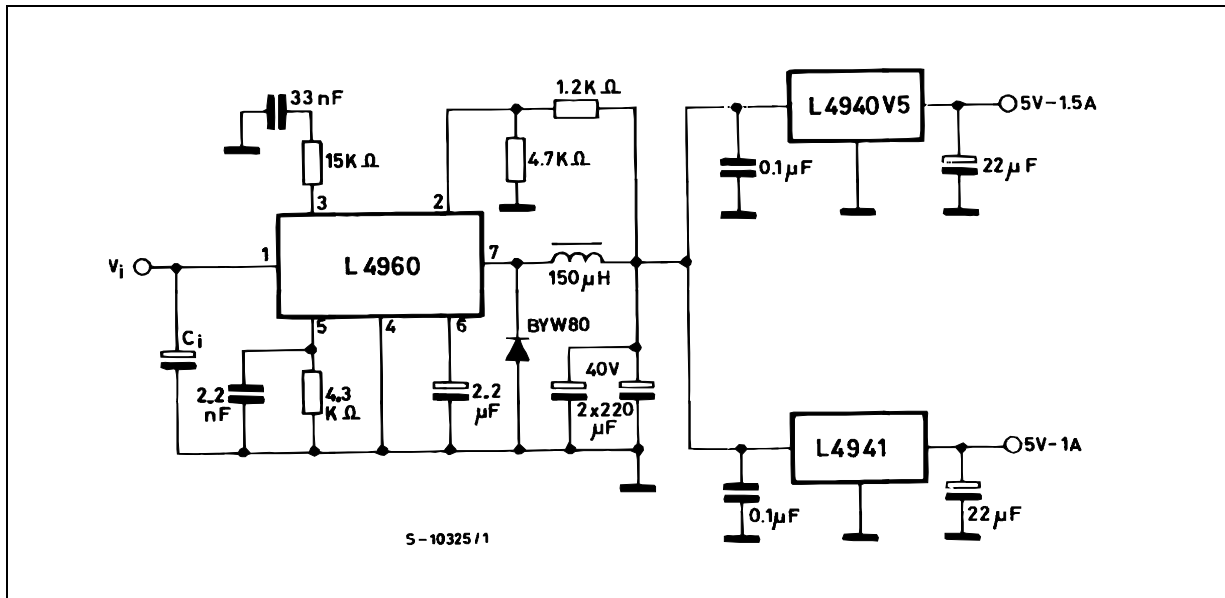 33nF
15KΩ
3
2
1.2KΩ
4.7KΩ
Vi
1
L4960
7
150µH
Ci
5
4
6
BYW80
2.2
nF
4.3
KΩ
2.2
µF
40V
2x220
µF
0.1µF
L4940V5
22µF
5V-1.5A
0.1µF
L4941
22µF
5V-1A
S-10325/1